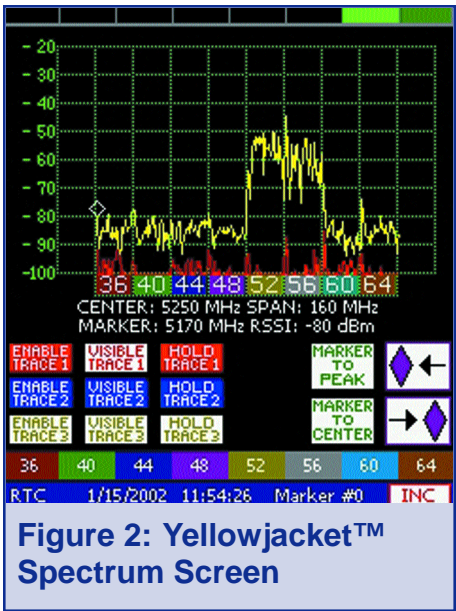 - 20
- 30
- 40
- 50
- 60
- 70
- 80
- 90
-100
36 40 44 48 52 56 60 64
CENTER: 5250 MHz SPAN: 160 MHz
MARKER: 5170 MHz RSSI: -80 dBm
ENABLE TRACE 1
VISIBLE TRACE 1
HOLD TRACE 1
MARKER TO PEAK
ENABLE TRACE 2
VISIBLE TRACE 2
HOLD TRACE 2
MARKER TO CENTER
ENABLE TRACE 3
VISIBLE TRACE 3
HOLD TRACE 3
36 40 44 48 52 56 60 64
RTC 1/15/2002 11:54:26 Marker #0 INC
Figure 2: Yellowjacket™
Spectrum Screen